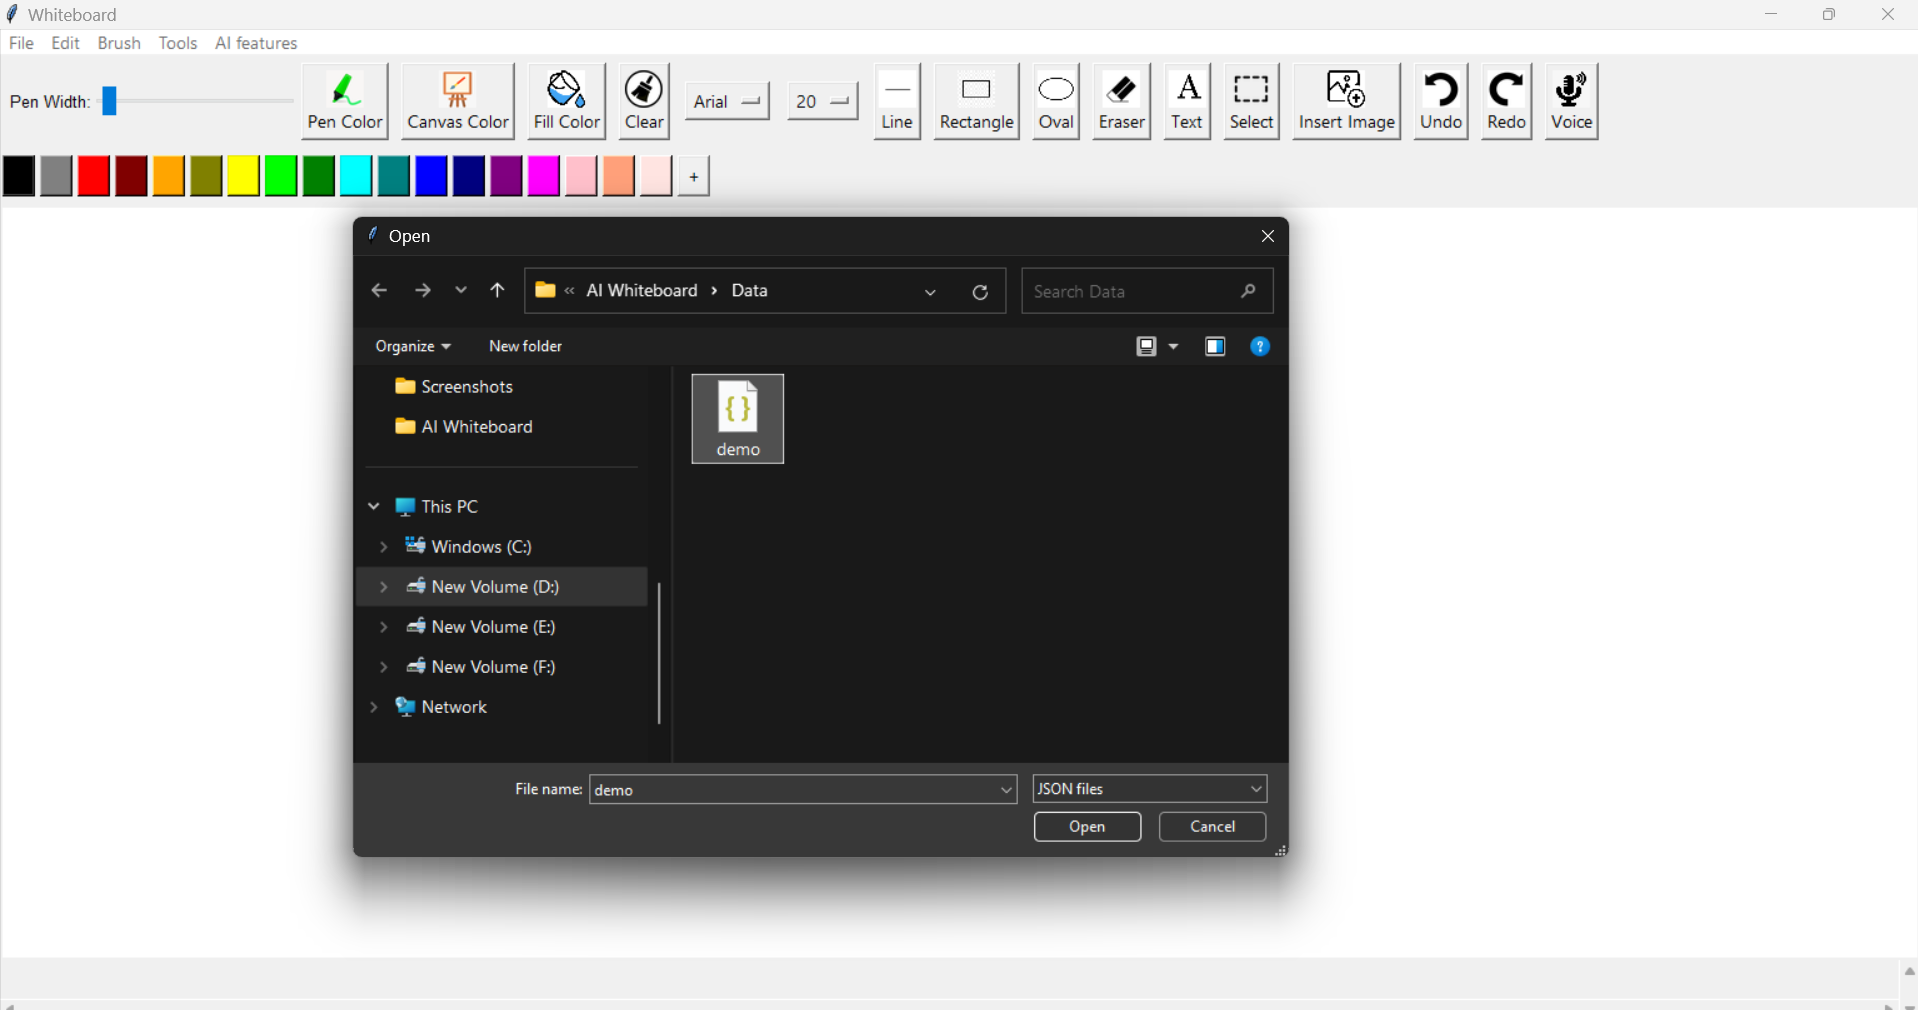 Whiteboard
File Edit Brush Tools AI features
Pen Width:
Pen Color
Canvas Color
Fill Color
Clear
Arial
20
Line
Rectangle
Oval
Eraser
A
Text
Select
Insert Image
Undo
Redo
Voice
+
Open
« AI Whiteboard › Data
Search Data
Organize
New folder
?
Screenshots
AI Whiteboard
This PC
Windows (C:)
New Volume (D:)
New Volume (E:)
New Volume (F:)
Network
{ }
demo
File name: demo
JSON files
Open
Cancel